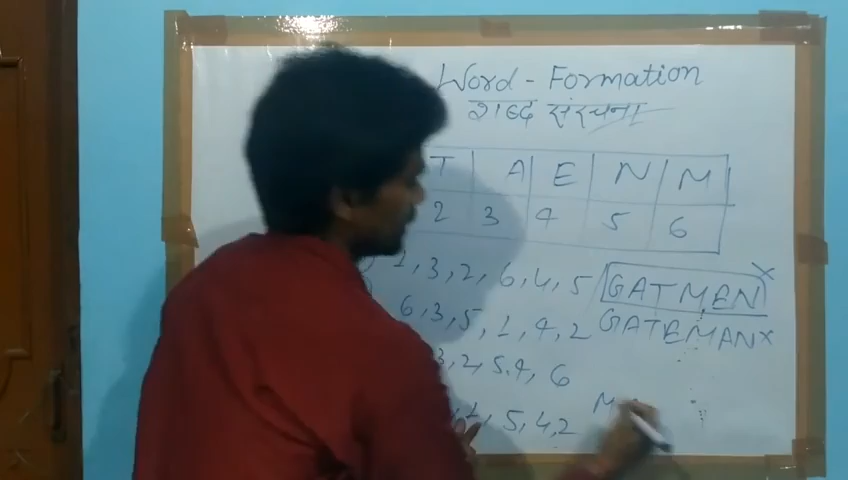 Word - Formation
शब्द संरचना
T A E N M
2 3 4 5 6
1, 3, 2, 6, 4, 5 GATMEN x
6, 3, 5, 1, 4, 2 GATEMAN x
3, 2, 5, 4, 6
1, 5, 4, 2 M